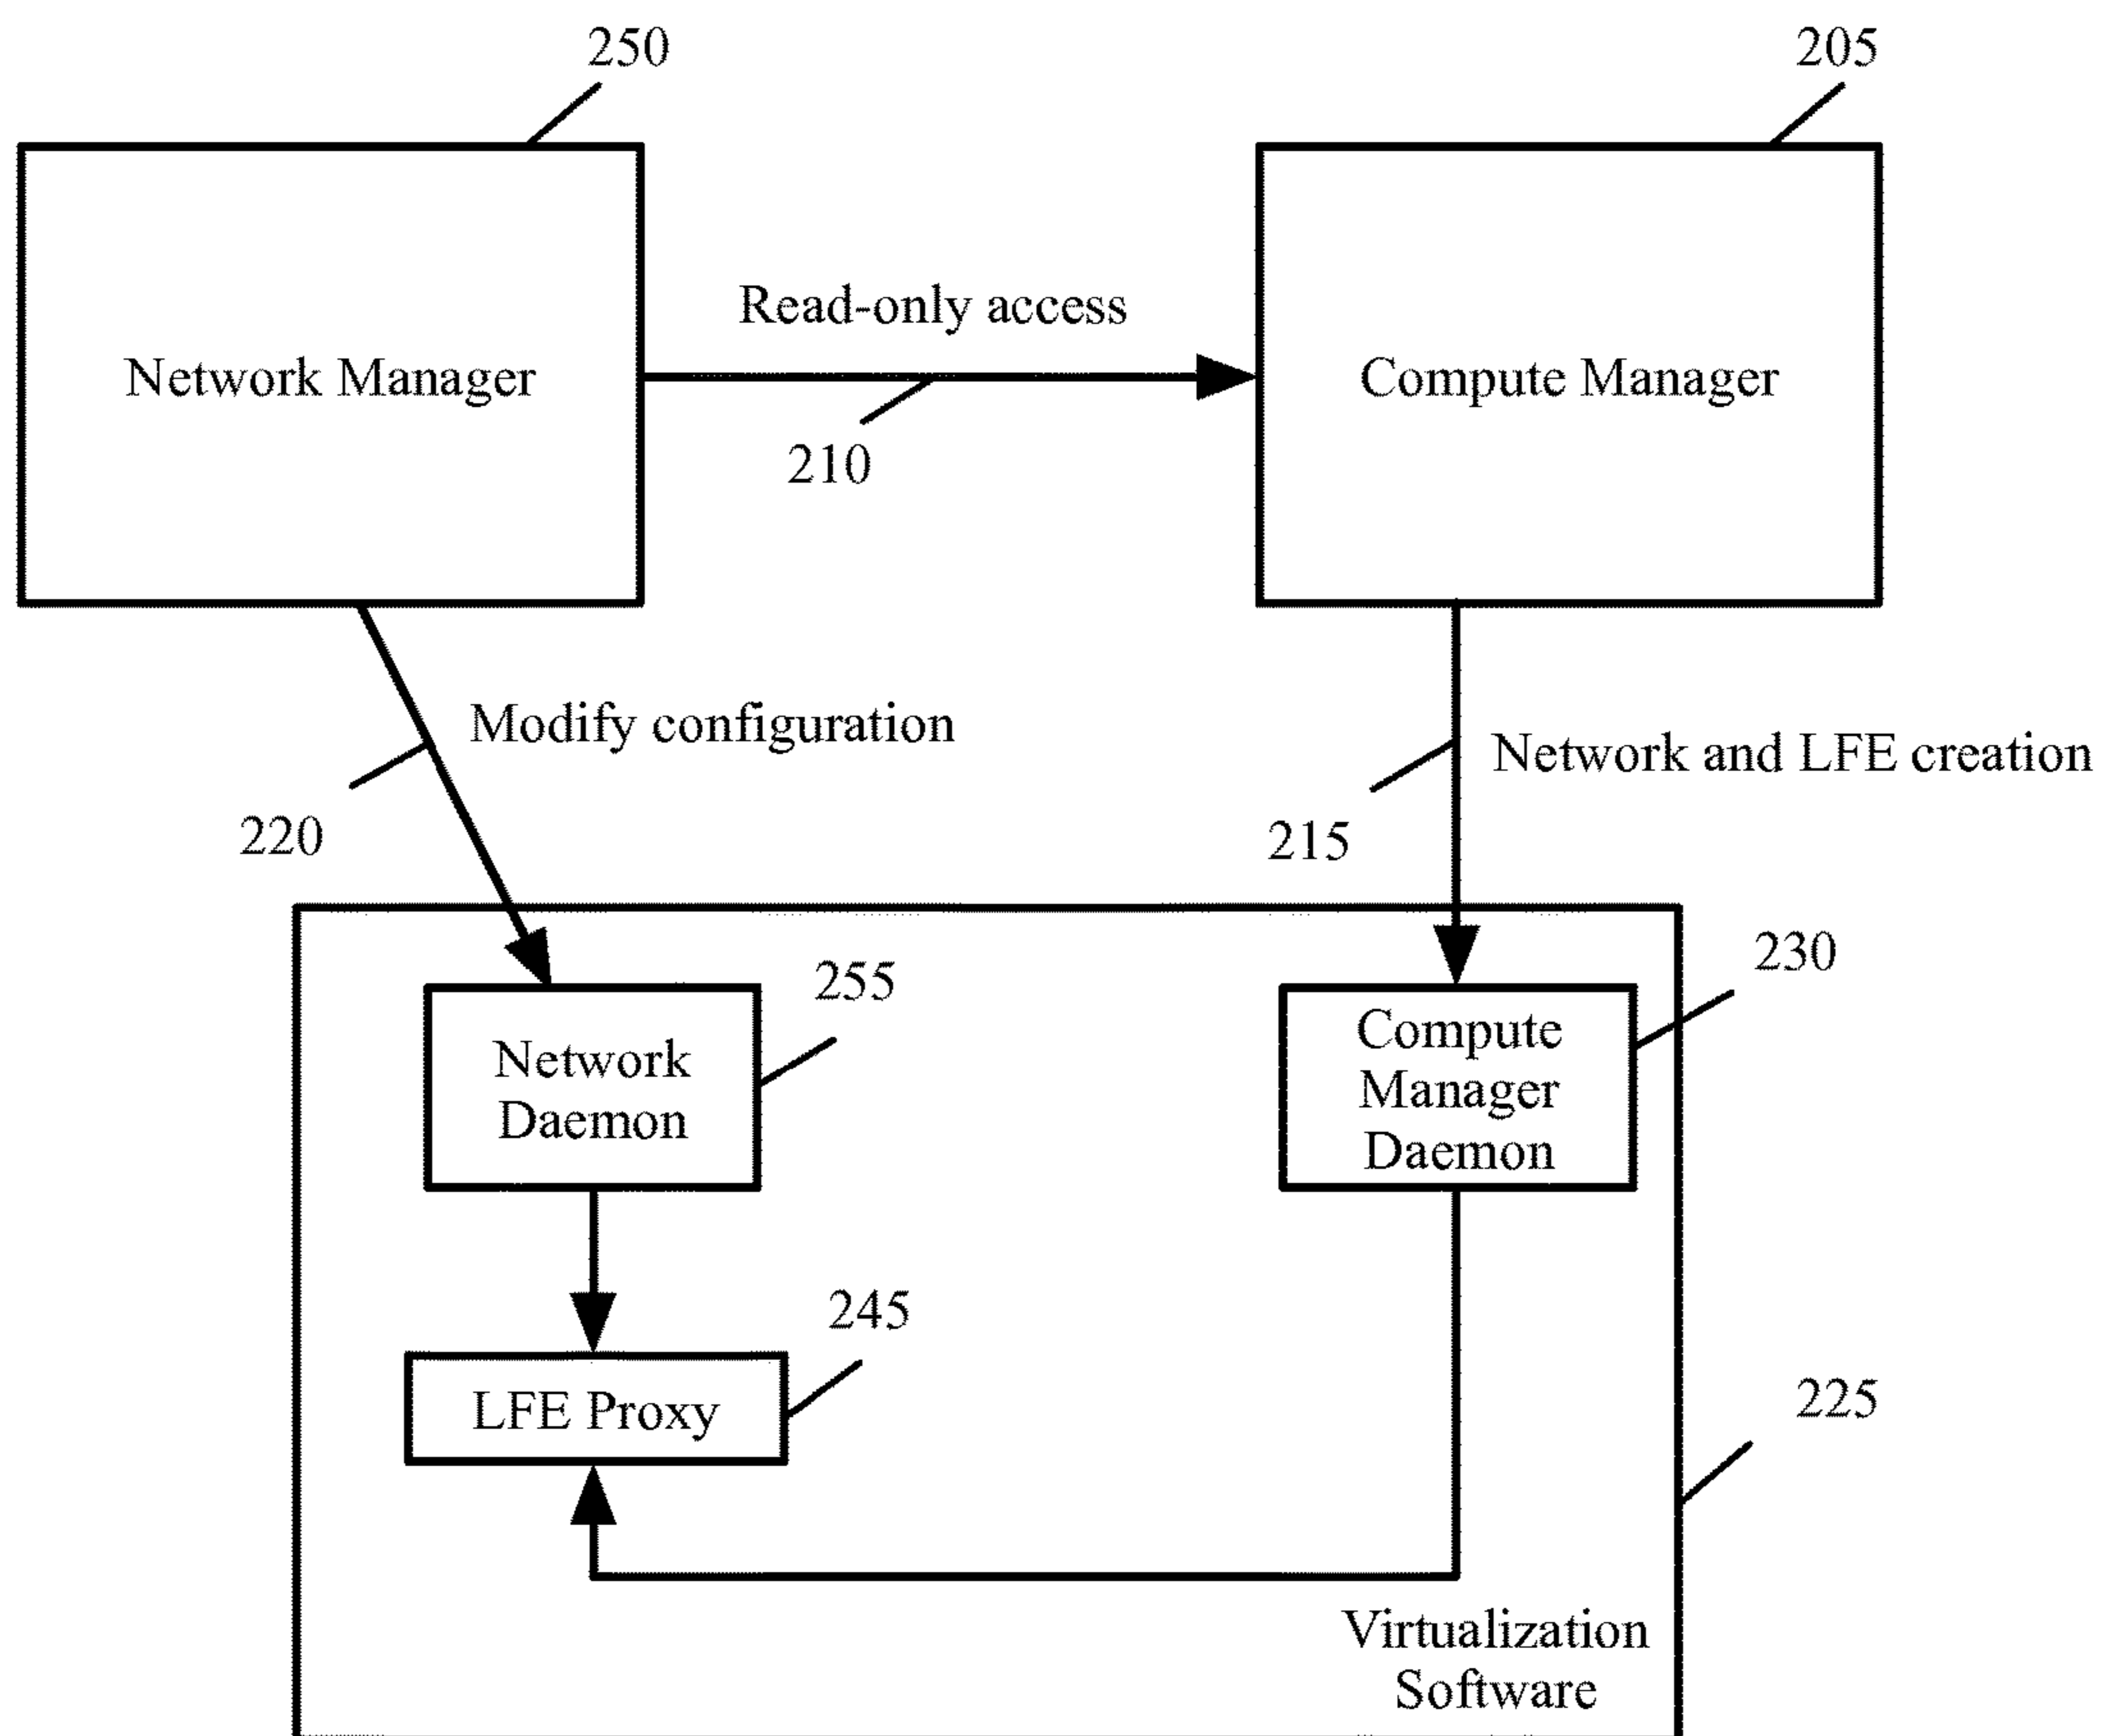 250
205
Read-only access
Network Manager
Compute Manager
210
Modify configuration
Network and LFE creation
220
215
230
255
Compute
Manager
Daemon
Network
Daemon
245
LFE Proxy
225
Virtualization
Software